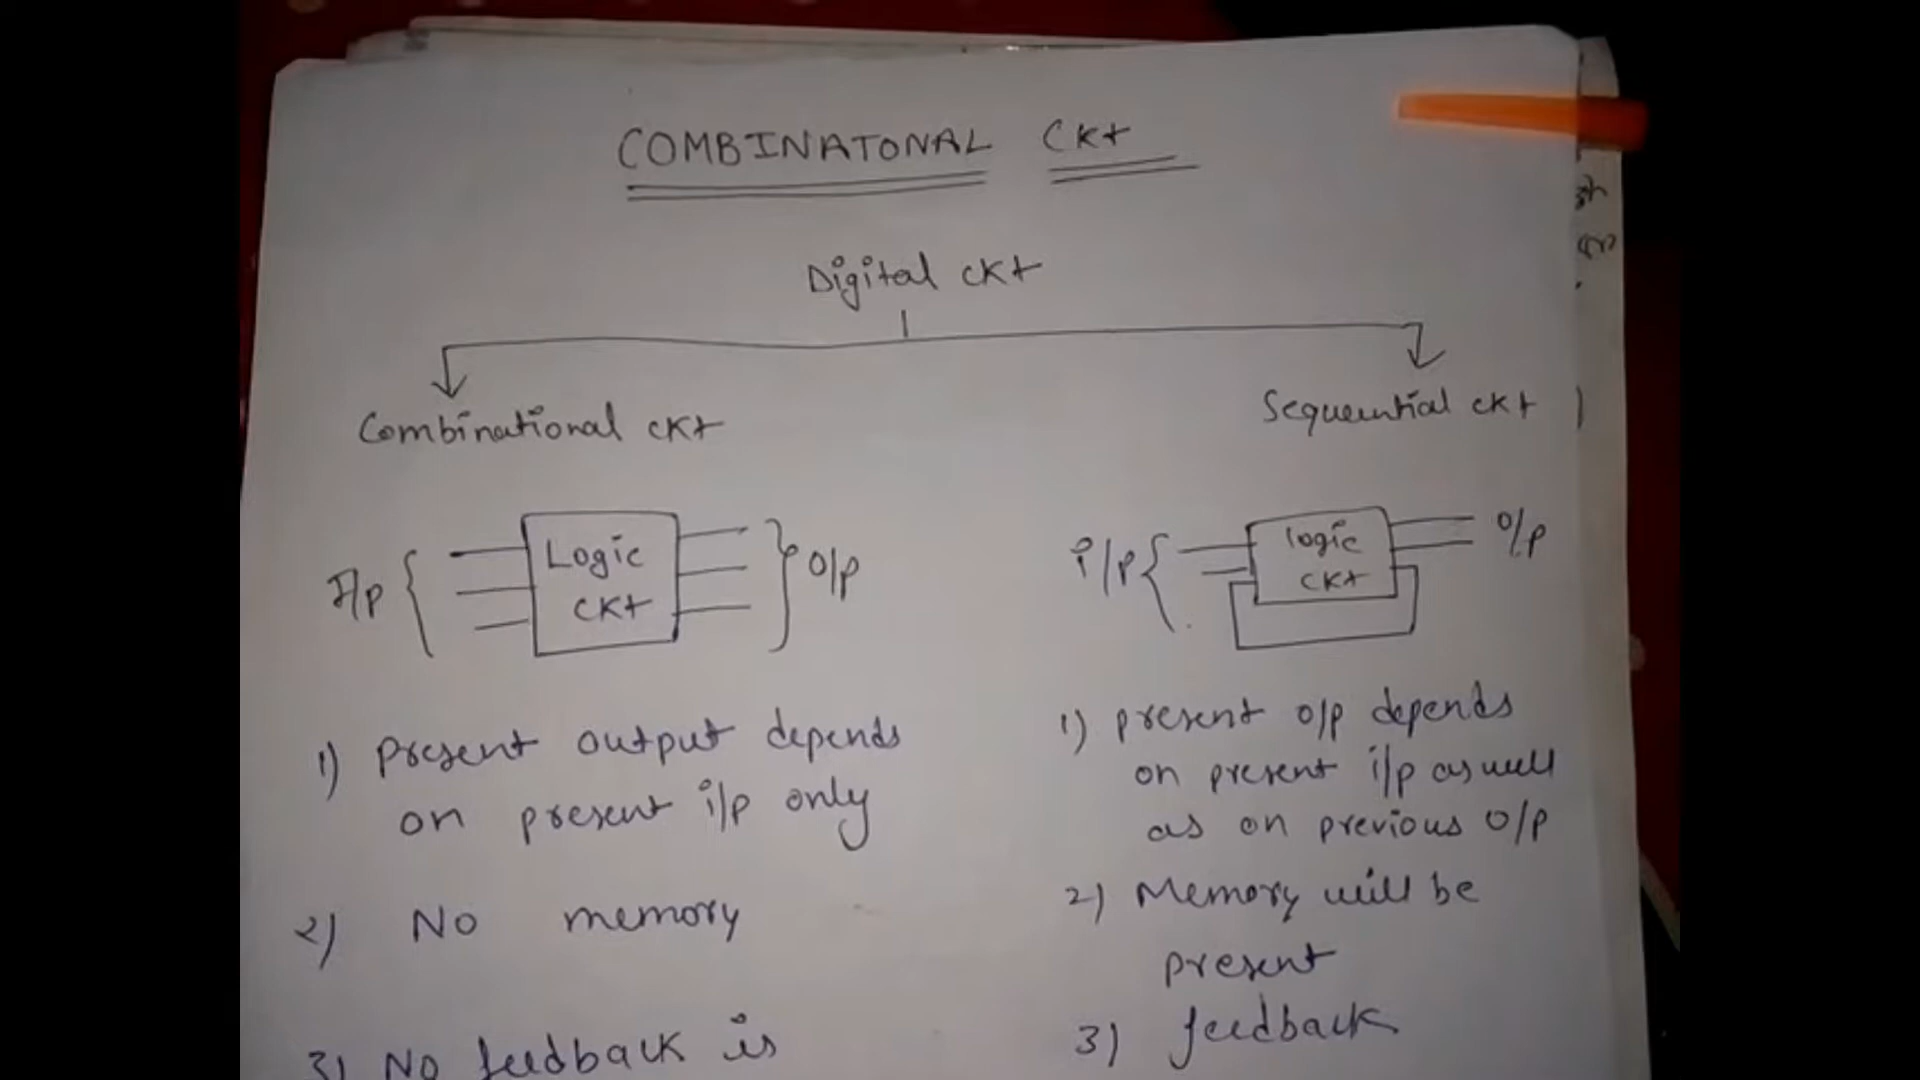 COMBINATONAL CKt
Digital cKt
Combinational cKt
Sequential cKt
I/p
Logic
CKt
O/p
i/p
logic
CKt
O/p
1) Present output depends
on present i/p only
2) No memory
3) No feedback is
1) present o/p depends
on present i/p as well
as on previous o/p
2) Memory will be
present
3) feedback